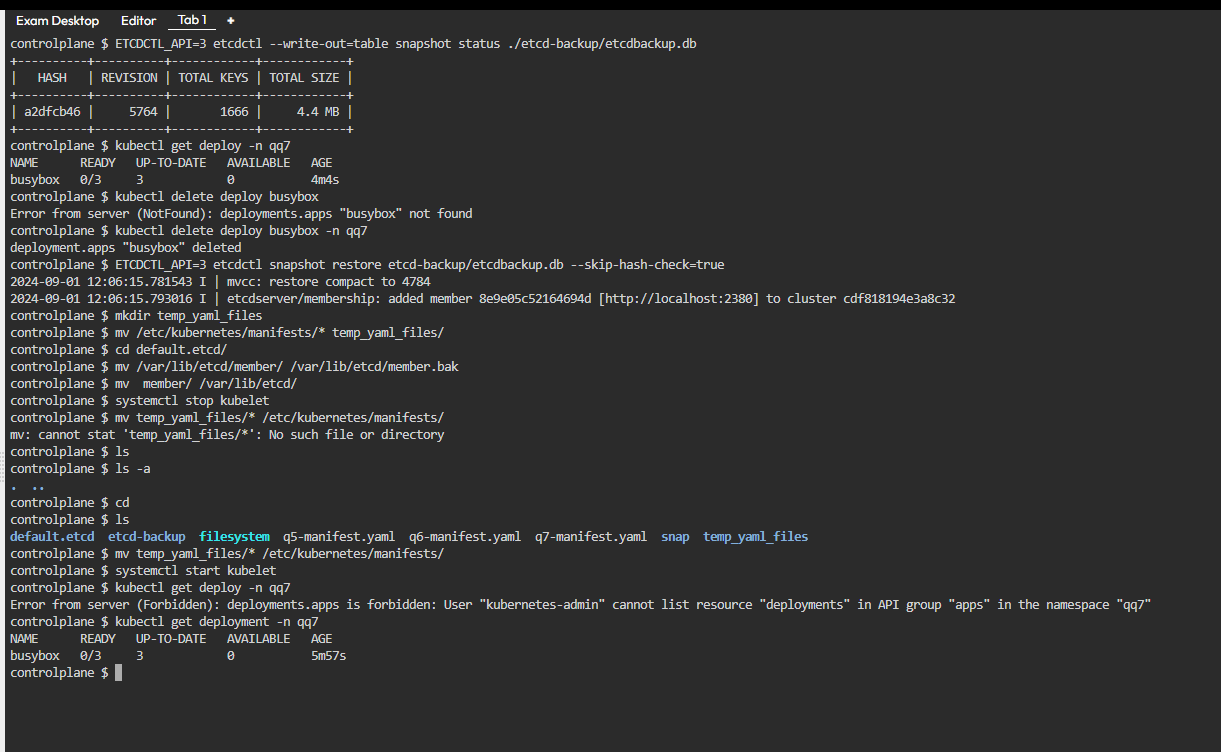 Exam Desktop Editor Tab 1 +
controlplane $ ETCDCTL_API=3 etcdctl --write-out=table snapshot status ./etcd-backup/etcdbackup.db
+----------+----------+------------+------------+
|   HASH   | REVISION | TOTAL KEYS | TOTAL SIZE |
+----------+----------+------------+------------+
| a2dfcb46 |     5764 |       1666 |     4.4 MB |
+----------+----------+------------+------------+
controlplane $ kubectl get deploy -n qq7
NAME      READY   UP-TO-DATE   AVAILABLE   AGE
busybox   0/3     3            0           4m4s
controlplane $ kubectl delete deploy busybox
Error from server (NotFound): deployments.apps "busybox" not found
controlplane $ kubectl delete deploy busybox -n qq7
deployment.apps "busybox" deleted
controlplane $ ETCDCTL_API=3 etcdctl snapshot restore etcd-backup/etcdbackup.db --skip-hash-check=true
2024-09-01 12:06:15.781543 I | mvcc: restore compact to 4784
2024-09-01 12:06:15.793016 I | etcdserver/membership: added member 8e9e05c52164694d [http://localhost:2380] to cluster cdf818194e3a8c32
controlplane $ mkdir temp_yaml_files
controlplane $ mv /etc/kubernetes/manifests/* temp_yaml_files/
controlplane $ cd default.etcd/
controlplane $ mv /var/lib/etcd/member/ /var/lib/etcd/member.bak
controlplane $ mv  member/ /var/lib/etcd/
controlplane $ systemctl stop kubelet
controlplane $ mv temp_yaml_files/* /etc/kubernetes/manifests/
mv: cannot stat 'temp_yaml_files/*': No such file or directory
controlplane $ ls
controlplane $ ls -a
.  ..
controlplane $ cd
controlplane $ ls
default.etcd  etcd-backup  filesystem  q5-manifest.yaml  q6-manifest.yaml  q7-manifest.yaml  snap  temp_yaml_files
controlplane $ mv temp_yaml_files/* /etc/kubernetes/manifests/
controlplane $ systemctl start kubelet
controlplane $ kubectl get deploy -n qq7
Error from server (Forbidden): deployments.apps is forbidden: User "kubernetes-admin" cannot list resource "deployments" in API group "apps" in the namespace "qq7"
controlplane $ kubectl get deployment -n qq7
NAME      READY   UP-TO-DATE   AVAILABLE   AGE
busybox   0/3     3            0           5m57s
controlplane $